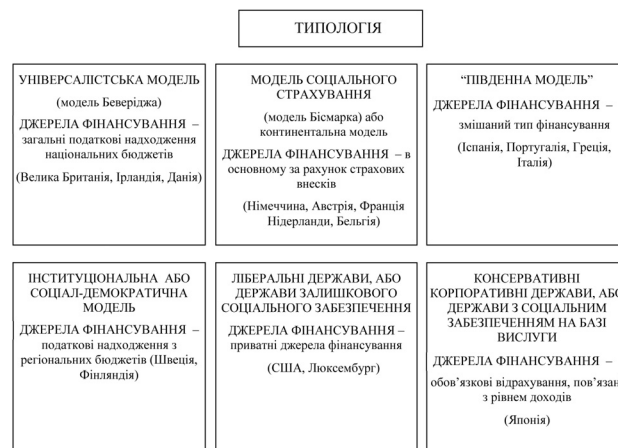 ТИПОЛОГІЯ
УНІВЕРСАЛІСТСЬКА МОДЕЛЬ
(модель Беверіджа)
ДЖЕРЕЛА ФІНАНСУВАННЯ –
загальні податкові надходження
національних бюджетів
(Велика Британія, Ірландія, Данія)
МОДЕЛЬ СОЦІАЛЬНОГО
СТРАХУВАННЯ
(модель Бісмарка) або
континентальна модель
ДЖЕРЕЛА ФІНАНСУВАННЯ – в
основному за рахунок страхових
внесків
(Німеччина, Австрія, Франція
Нідерланди, Бельгія)
“ПІВДЕННА МОДЕЛЬ”
ДЖЕРЕЛА ФІНАНСУВАННЯ –
змішаний тип фінансування
(Іспанія, Португалія, Греція,
Італія)
ІНСТИТУЦІОНАЛЬНА АБО
СОЦІАЛ-ДЕМОКРАТИЧНА
МОДЕЛЬ
ДЖЕРЕЛА ФІНАНСУВАННЯ –
податкові надходження з
регіональних бюджетів (Швеція,
Фінляндія)
ЛІБЕРАЛЬНІ ДЕРЖАВИ, АБО
ДЕРЖАВИ ЗАЛИШКОВОГО
СОЦІАЛЬНОГО ЗАБЕЗПЕЧЕННЯ
ДЖЕРЕЛА ФІНАНСУВАННЯ –
приватні джерела фінансування
(США, Люксембург)
КОНСЕРВАТИВНІ
КОРПОРАТИВНІ ДЕРЖАВИ, АБО
ДЕРЖАВИ З СОЦІАЛЬНИМ
ЗАБЕЗПЕЧЕННЯМ НА БАЗІ
ВИСЛУГИ
ДЖЕРЕЛА ФІНАНСУВАННЯ –
обов’язкові відрахування, пов’язан
з рівнем доходів
(Японія)